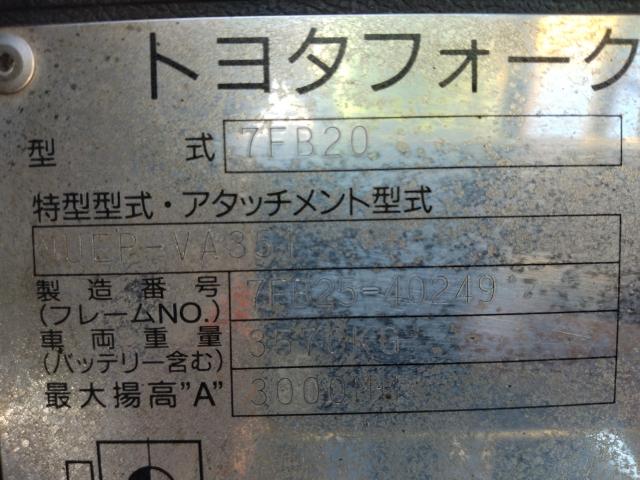 トヨタフォーク
型式 7FB20
特型型式・アタッチメント型式
製造番号 7FB25-40249
(フレームNO.)
車両重量 3570KG
(バッテリー含む)
最大揚高"A" 3000MM